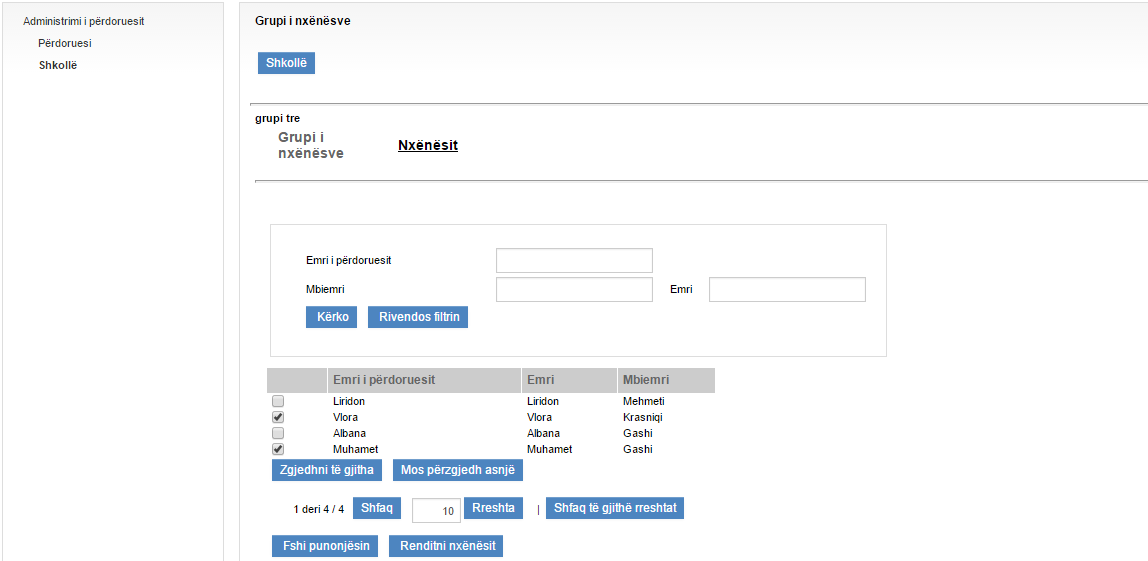 Administrimi i përdoruesit
Përdoruesi
Shkollë
Grupi i nxënësve
Shkollë
grupi tre
Grupi i
nxënësve
Nxënësit
Emri i përdoruesit
Mbiemri Emri
Kërko Rivendos filtrin
Emri i përdoruesit Emri Mbiemri
Liridon Liridon Mehmeti
Vlora Vlora Krasniqi
Albana Albana Gashi
Muhamet Muhamet Gashi
Zgjedhni të gjitha Mos përzgjedh asnjë
1 deri 4 / 4 Shfaq 10 Rreshta | Shfaq të gjithë rreshtat
Fshi punonjësin Renditni nxënësit